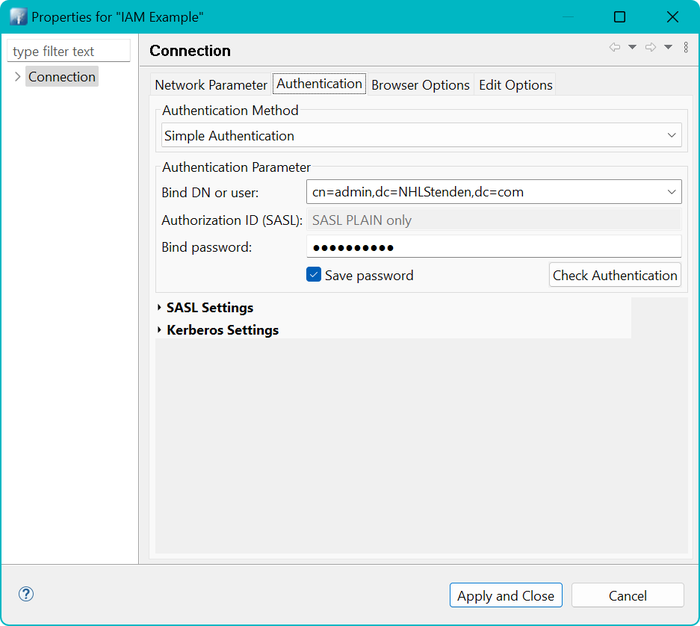 Properties for "IAM Example"
type filter text
Connection
Connection
Network Parameter Authentication Browser Options Edit Options
Authentication Method
Simple Authentication
Authentication Parameter
Bind DN or user: cn=admin,dc=NHLStenden,dc=com
Authorization ID (SASL): SASL PLAIN only
Bind password: ●●●●●●●●●●
Save password Check Authentication
SASL Settings
Kerberos Settings
? Apply and Close Cancel